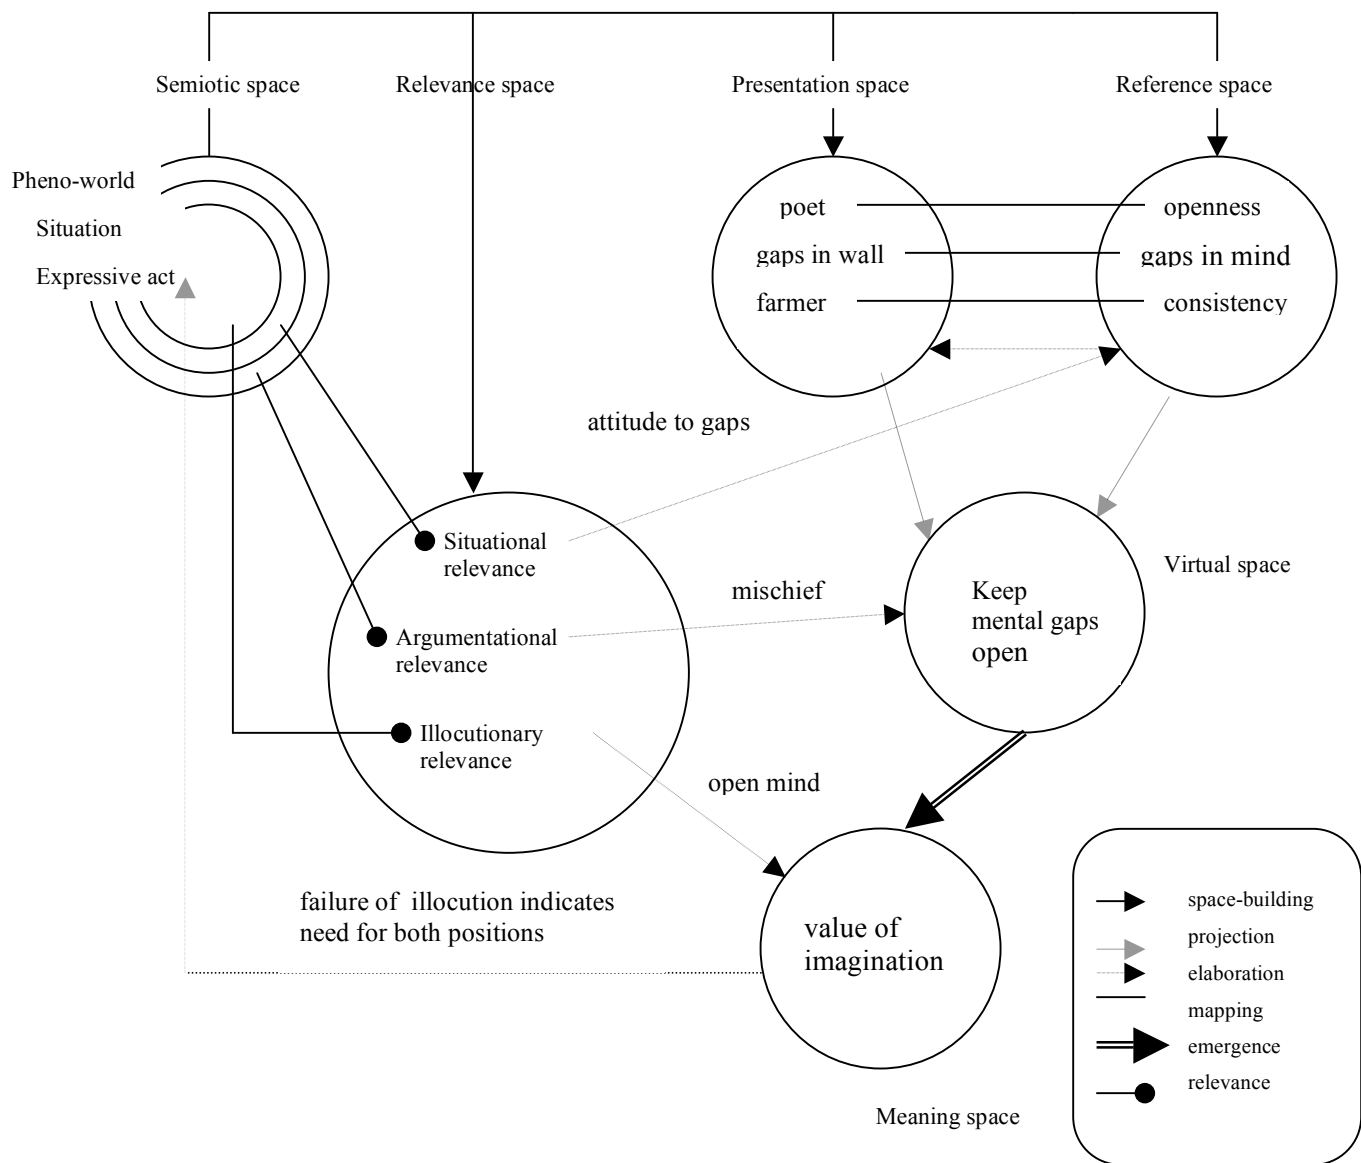 Semiotic space
Relevance space
Presentation space
Reference space
Pheno-world
Situation
Expressive act
poet
openness
gaps in wall
gaps in mind
farmer
consistency
attitude to gaps
Situational
relevance
Virtual space
mischief
Keep
mental gaps
open
Argumentational
relevance
Illocutionary
relevance
open mind
failure of illocution indicates
need for both positions
value of
imagination
space-building
projection
elaboration
mapping
emergence
relevance
Meaning space